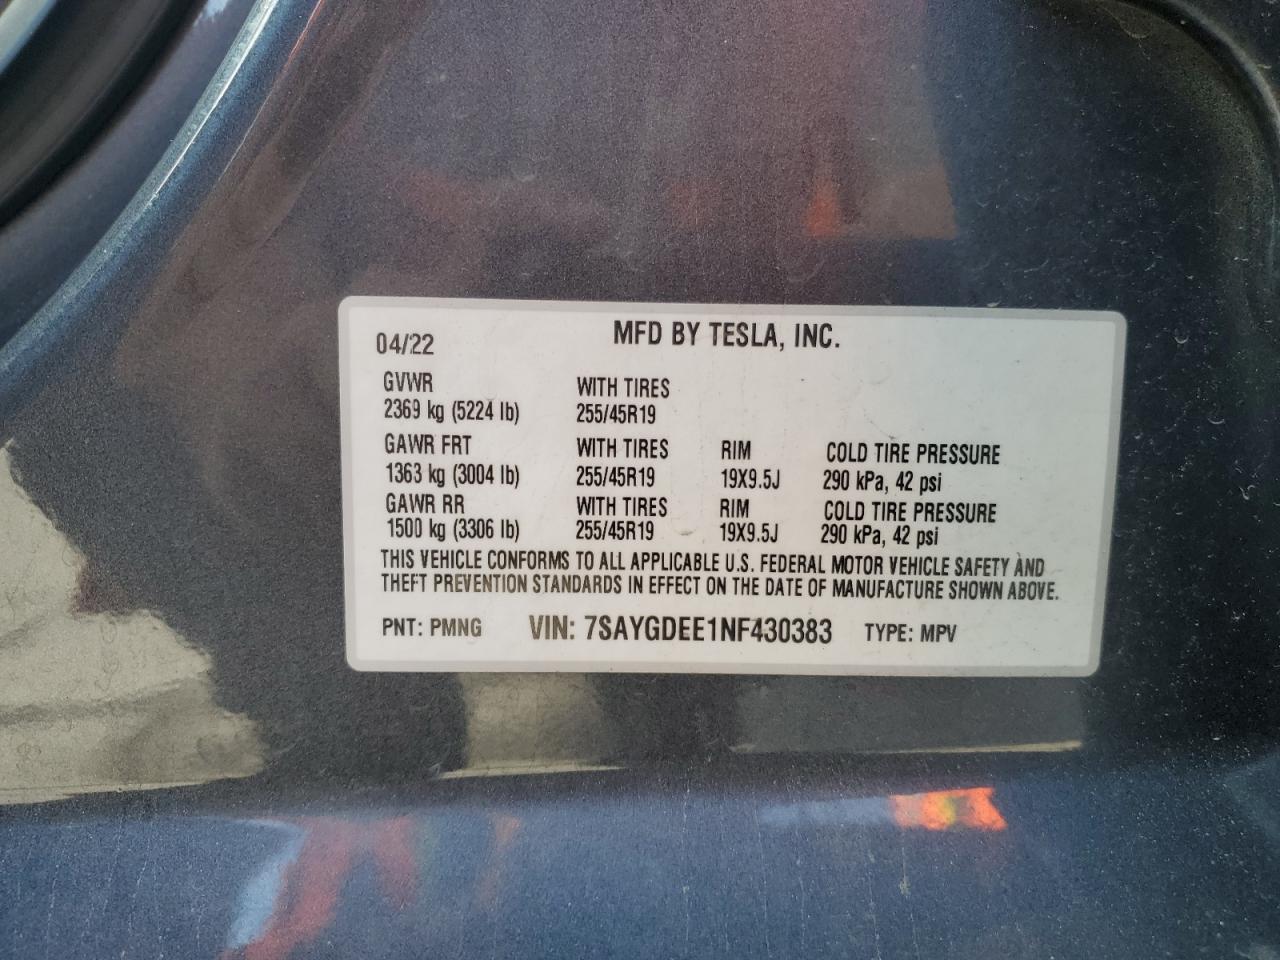 MFD BY TESLA, INC.
04/22
GVWR WITH TIRES
2369 kg (5224 lb) 255/45R19
GAWR FRT WITH TIRES RIM COLD TIRE PRESSURE
1363 kg (3004 lb) 255/45R19 19X9.5J 290 kPa, 42 psi
GAWR RR WITH TIRES RIM COLD TIRE PRESSURE
1500 kg (3306 lb) 255/45R19 19X9.5J 290 kPa, 42 psi
THIS VEHICLE CONFORMS TO ALL APPLICABLE U.S. FEDERAL MOTOR VEHICLE SAFETY AND
THEFT PREVENTION STANDARDS IN EFFECT ON THE DATE OF MANUFACTURE SHOWN ABOVE.
PNT: PMNG VIN: 7SAYGDEE1NF430383 TYPE: MPV